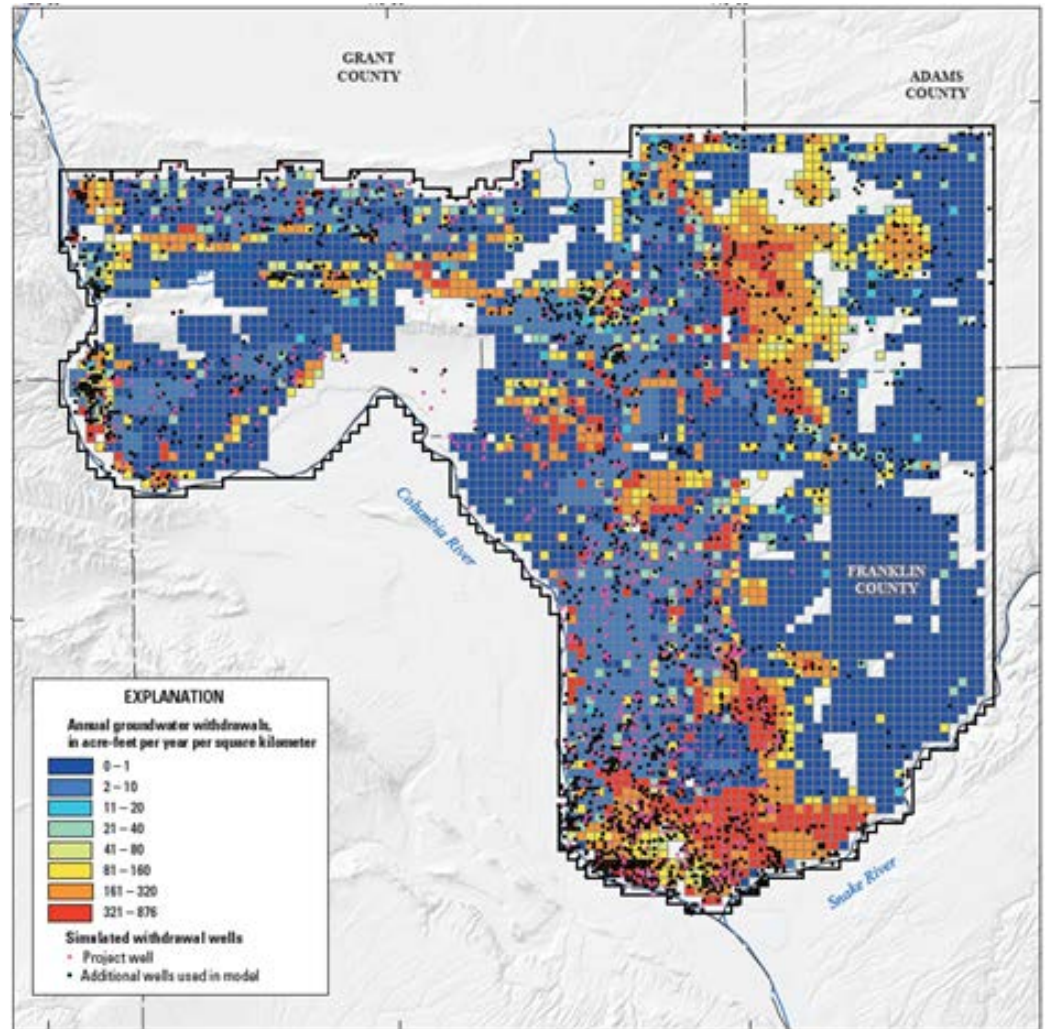 GRANT
COUNTY
ADAMS
COUNTY
Columbia River
FRANKLIN
COUNTY
Snake River
EXPLANATION
Annual groundwater withdrawals,
in acre-feet per year per square kilometer
0 – 1
2 – 10
11 – 20
21 – 40
41 – 80
81 – 160
161 – 320
321 – 876
Simulated withdrawal wells
Project well
Additional wells used in model